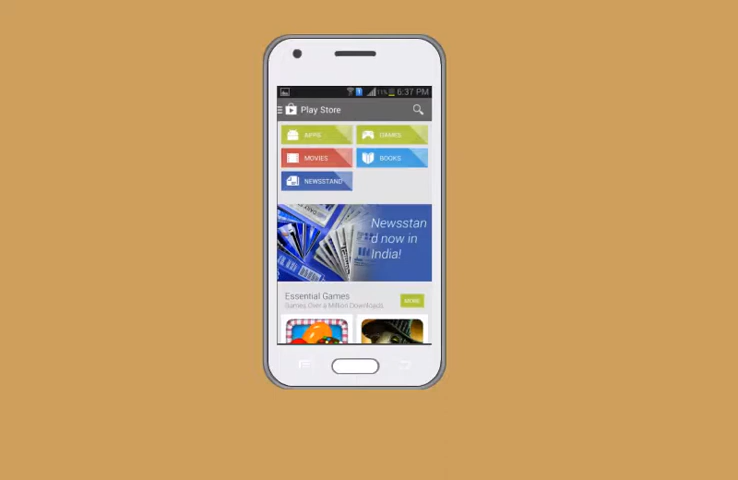 11% 6:37 PM
Play Store
APPS
GAMES
MOVIES
BOOKS
NEWSSTAND
Newsstan
d now in
India!
Essential Games
Games Over a Million Downloads
MORE